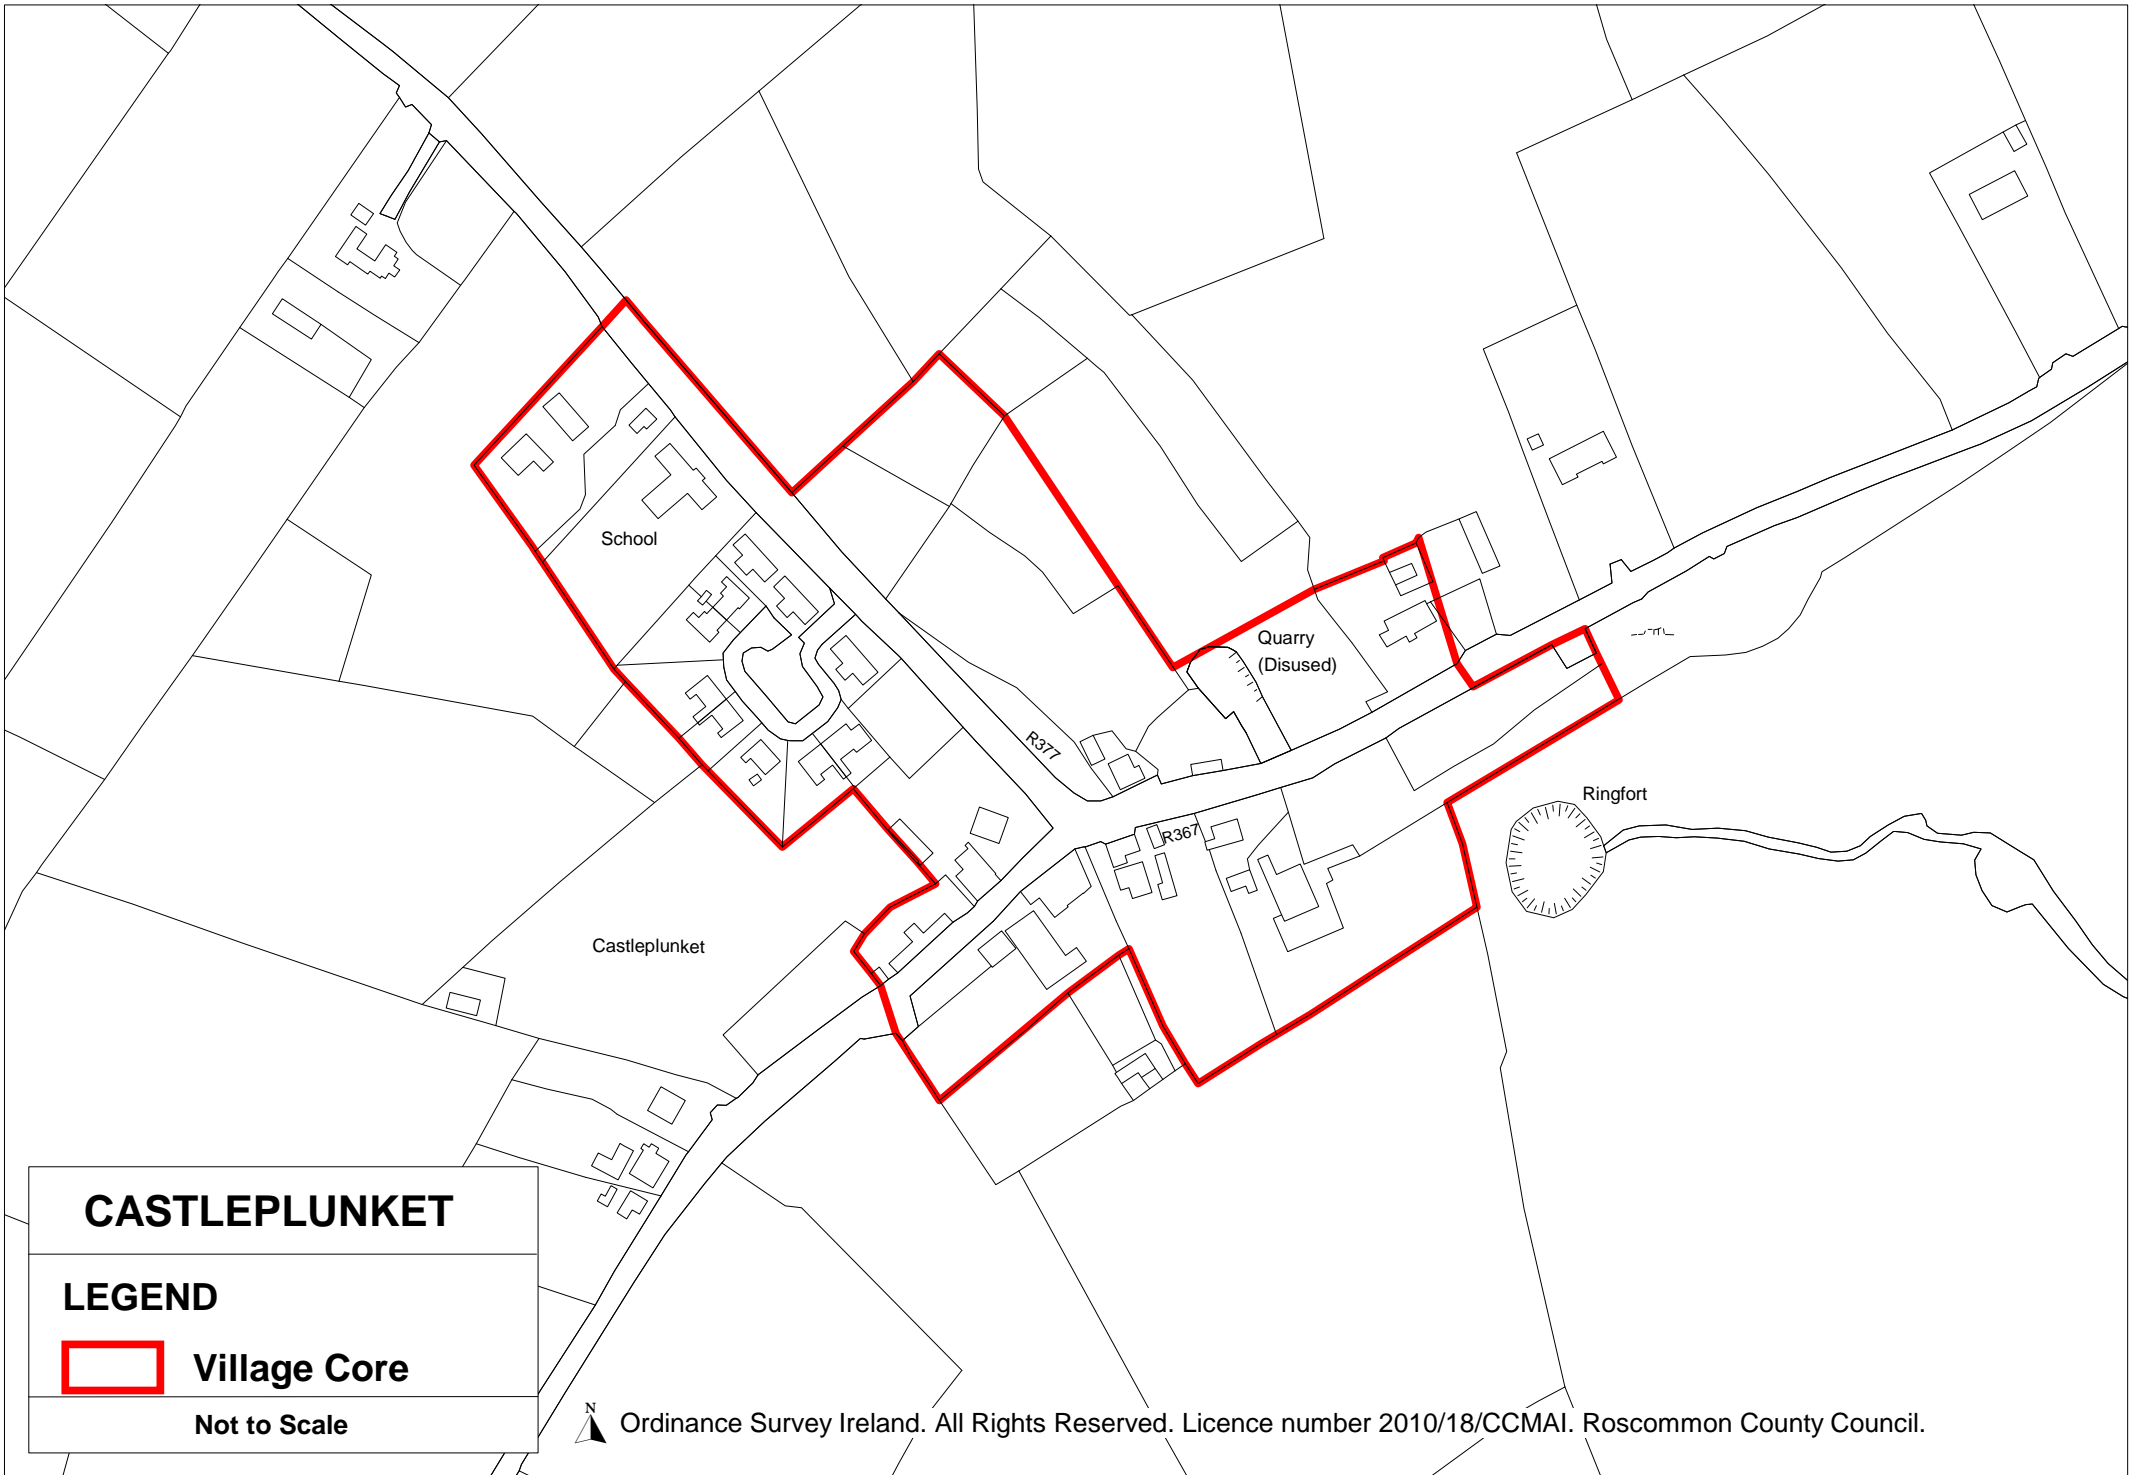 School
Quarry
(Disused)
R377
Ringfort
R367
Castleplunket
CASTLEPLUNKET
LEGEND
Village Core
Not to Scale
N
Ordinance Survey Ireland. All Rights Reserved. Licence number 2010/18/CCMAI. Roscommon County Council.